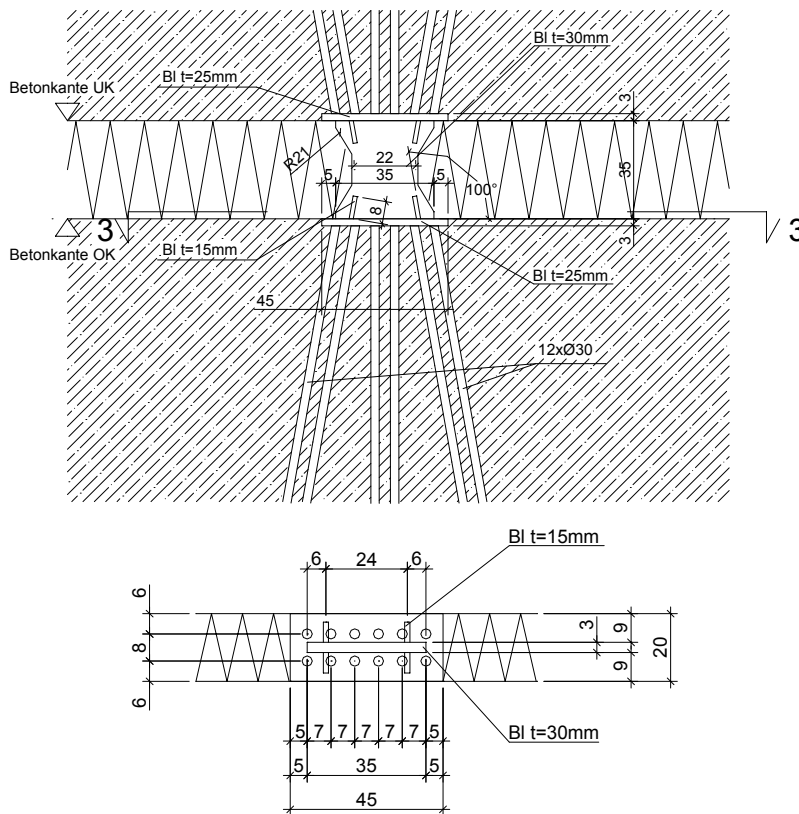 Bl t=30mm
Bl t=25mm
Betonkante UK
3
R21
22
35
5 35 5
100°
8
3 3
Bl t=15mm
3
Betonkante OK
Bl t=25mm
45
12xØ30
Bl t=15mm
6 24 6
6
3 9
8 20
9
6
Bl t=30mm
5 7 7 7 7 7 5
5 35 5
45